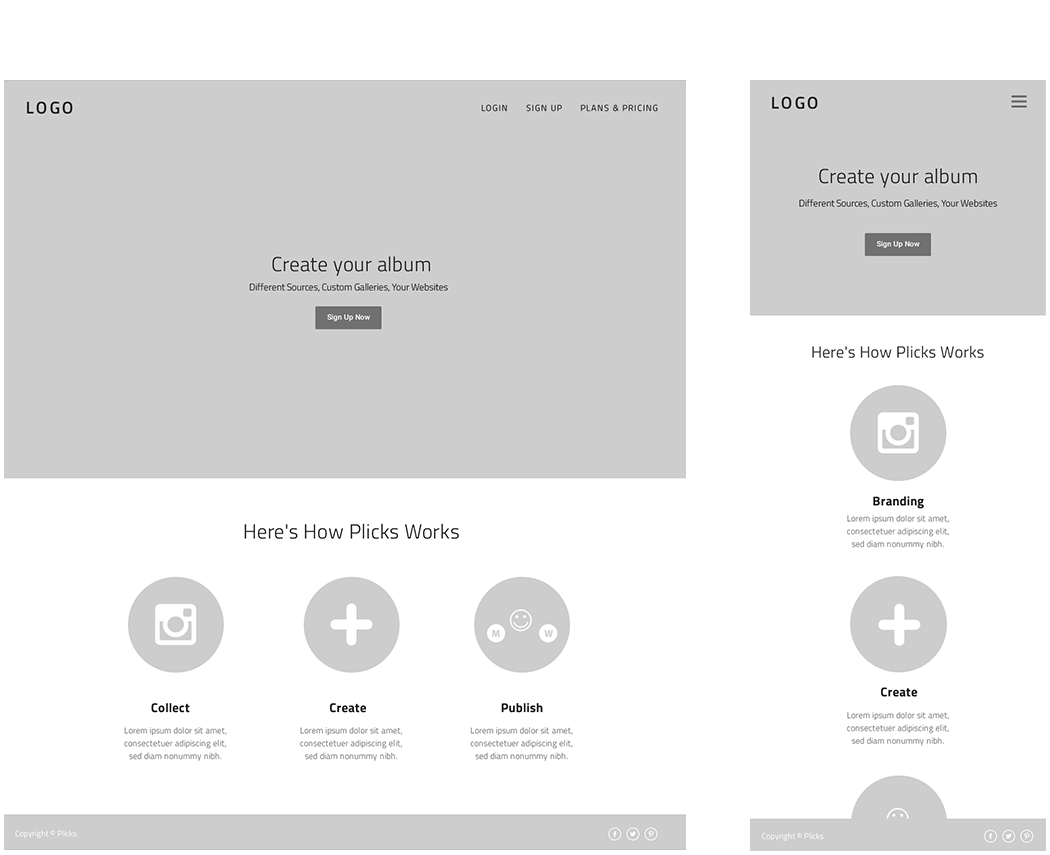 LOGO
LOGIN SIGN UP PLANS & PRICING
Create your album
Different Sources, Custom Galleries, Your Websites
Sign Up Now
Here's How Plicks Works
M W
Collect
Lorem ipsum dolor sit amet,
consectetuer adipiscing elit,
sed diam nonummy nibh.
Create
Lorem ipsum dolor sit amet,
consectetuer adipiscing elit,
sed diam nonummy nibh.
Publish
Lorem ipsum dolor sit amet,
consectetuer adipiscing elit,
sed diam nonummy nibh.
Copyright © Plicks
LOGO
Create your album
Different Sources, Custom Galleries, Your Websites
Sign Up Now
Here's How Plicks Works
Branding
Lorem ipsum dolor sit amet,
consectetuer adipiscing elit,
sed diam nonummy nibh.
Create
Lorem ipsum dolor sit amet,
consectetuer adipiscing elit,
sed diam nonummy nibh.
Copyright © Plicks